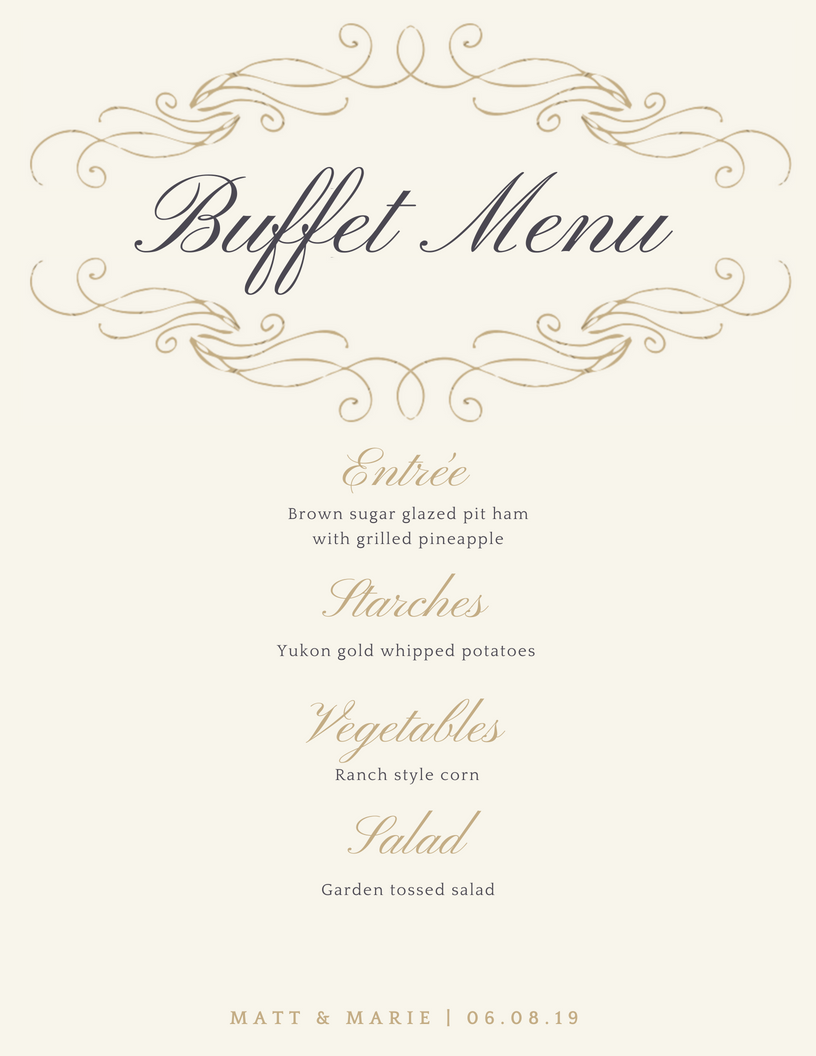 Buffet Menu
Entrée
Brown sugar glazed pit ham
with grilled pineapple
Starches
Yukon gold whipped potatoes
Vegetables
Ranch style corn
Salad
Garden tossed salad
MATT & MARIE | 06.08.19